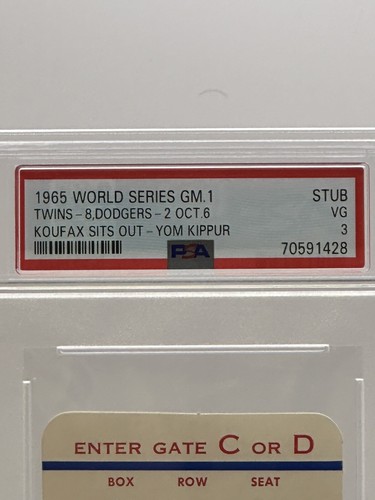 1965 WORLD SERIES GM.1 STUB
TWINS-8,DODGERS-2 OCT.6 VG
KOUFAX SITS OUT-YOM KIPPUR 3
PSA 70591428
ENTER GATE C OR D
BOX ROW SEAT